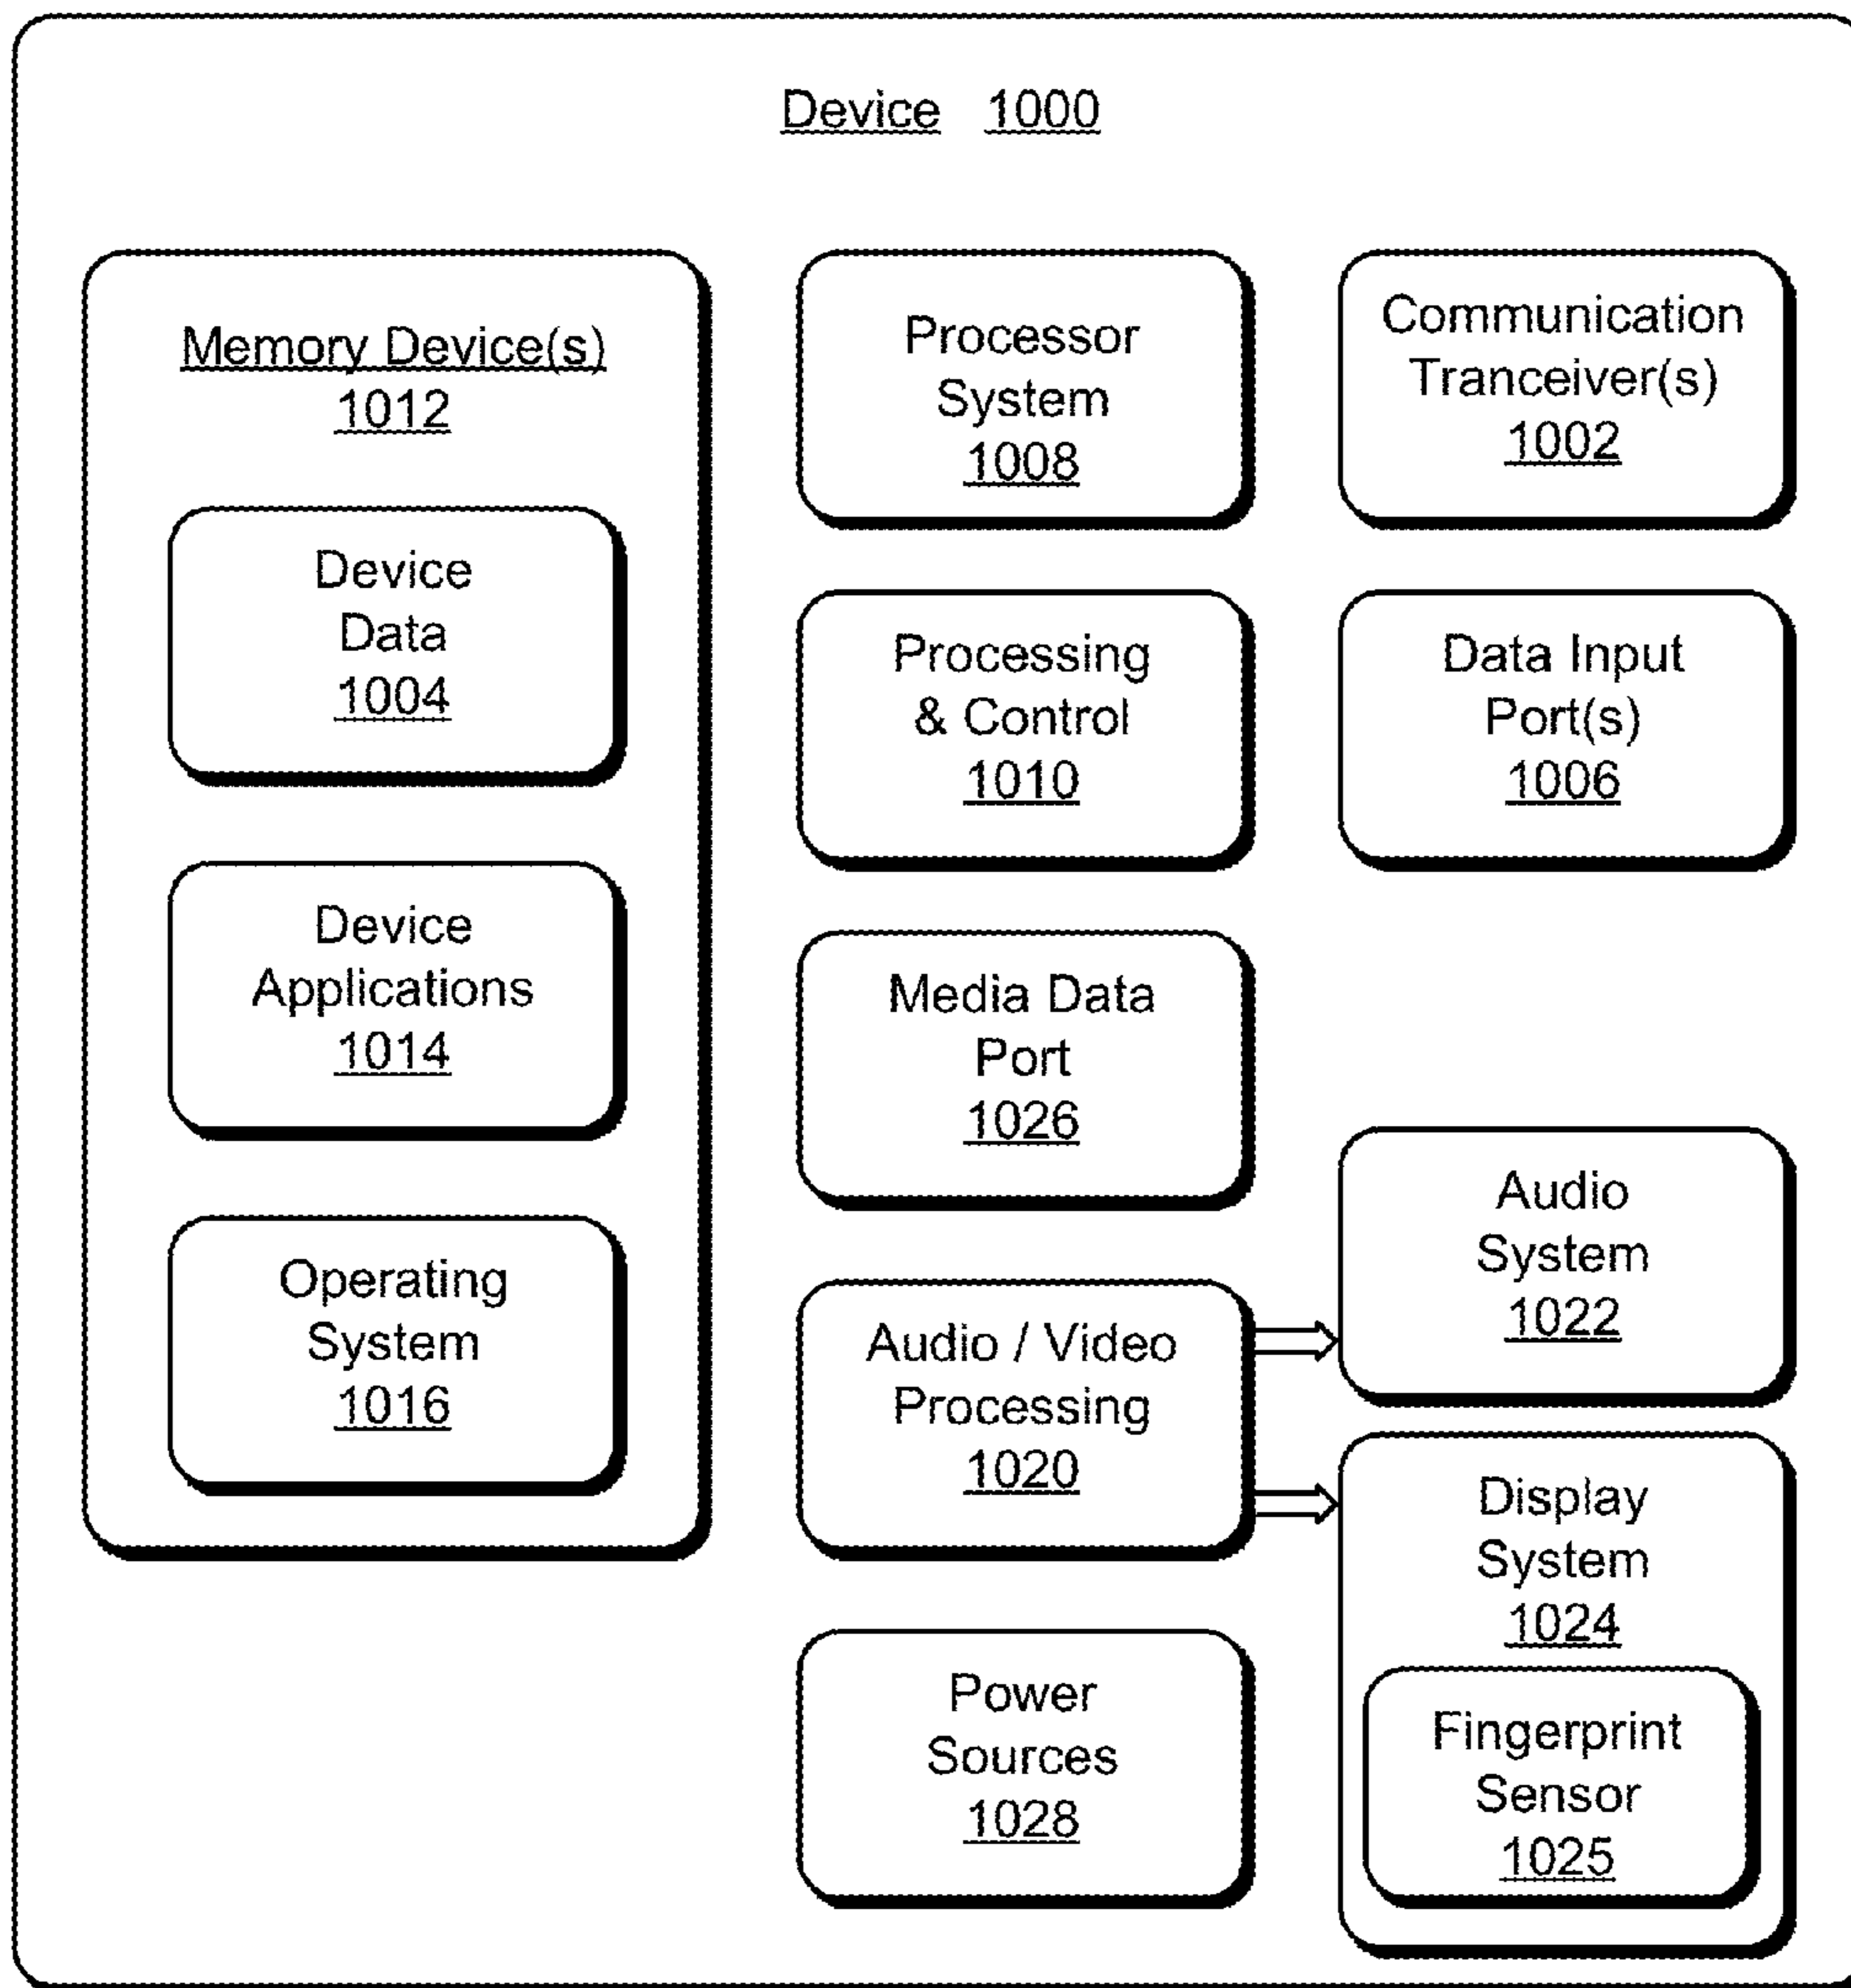 Device 1000
Memory Device(s)
1012
Device
Data
1004
Device
Applications
1014
Operating
System
1016
Processor
System
1008
Processing
& Control
1010
Media Data
Port
1026
Audio / Video
Processing
1020
Power
Sources
1028
Communication
Tranceiver(s)
1002
Data Input
Port(s)
1006
Audio
System
1022
Display
System
1024
Fingerprint
Sensor
1025